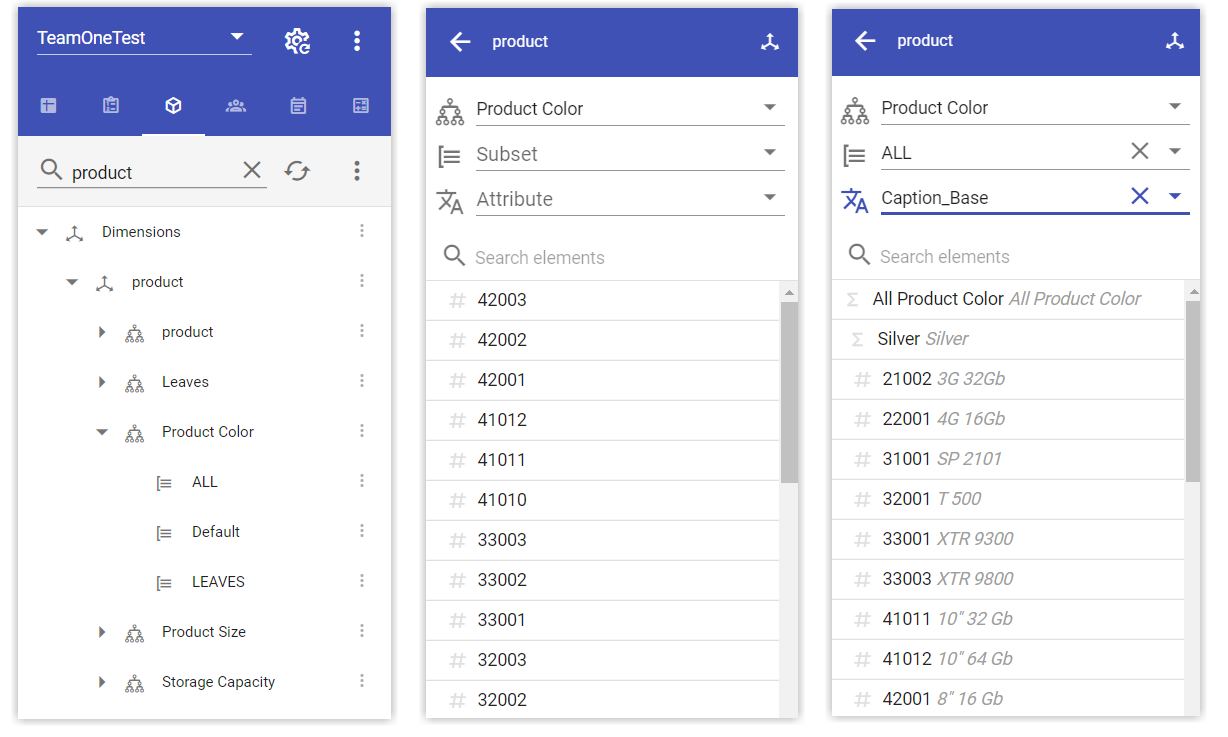 TeamOneTest
product
Dimensions
product
product
Leaves
Product Color
ALL
Default
LEAVES
Product Size
Storage Capacity
product
Product Color
Subset
Attribute
Search elements
# 42003
# 42002
# 42001
# 41012
# 41011
# 41010
# 33003
# 33002
# 33001
# 32003
# 32002
product
Product Color
ALL
Caption_Base
Search elements
Σ All Product Color All Product Color
Σ Silver Silver
# 21002 3G 32Gb
# 22001 4G 16Gb
# 31001 SP 2101
# 32001 T 500
# 33001 XTR 9300
# 33003 XTR 9800
# 41011 10" 32 Gb
# 41012 10" 64 Gb
# 42001 8" 16 Gb